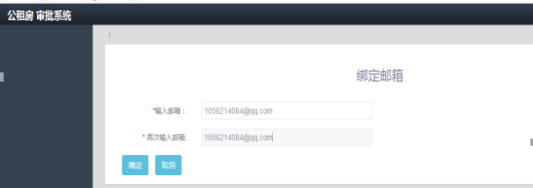 公租房 审批系统
/
绑定邮箱
*输入邮箱：
1056214084@qq.com
*再次输入邮箱:
1056214084@qq.com
确定 取消